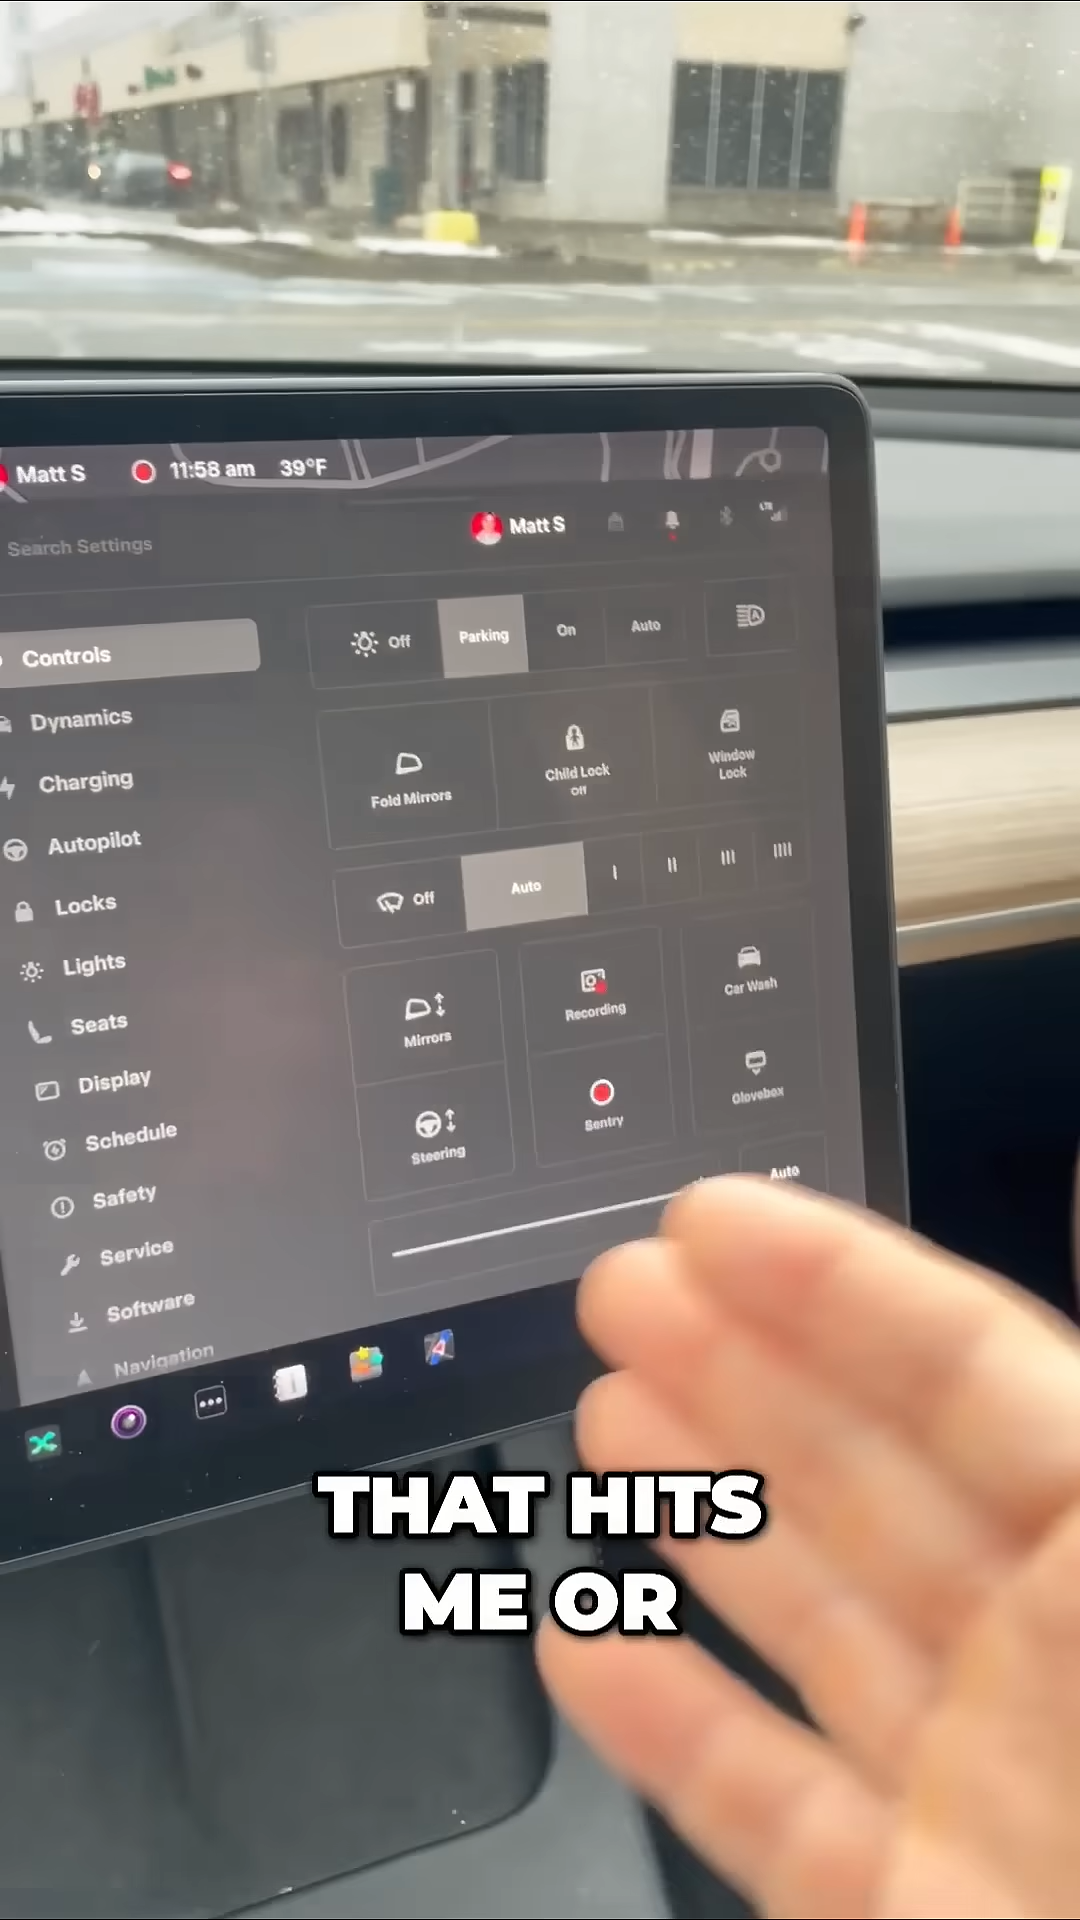 Matt S 11:58 am 39°F
Search Settings
Matt S
LTE
Controls
Dynamics
Charging
Autopilot
Locks
Lights
Seats
Display
Schedule
Safety
Service
Software
Navigation
Off Parking On Auto
Fold Mirrors
Child Lock
Off
Window
Lock
Off Auto I II III IIII
Mirrors
Recording
Car Wash
Steering
Sentry
Glovebox
Auto
THAT HITS
ME OR